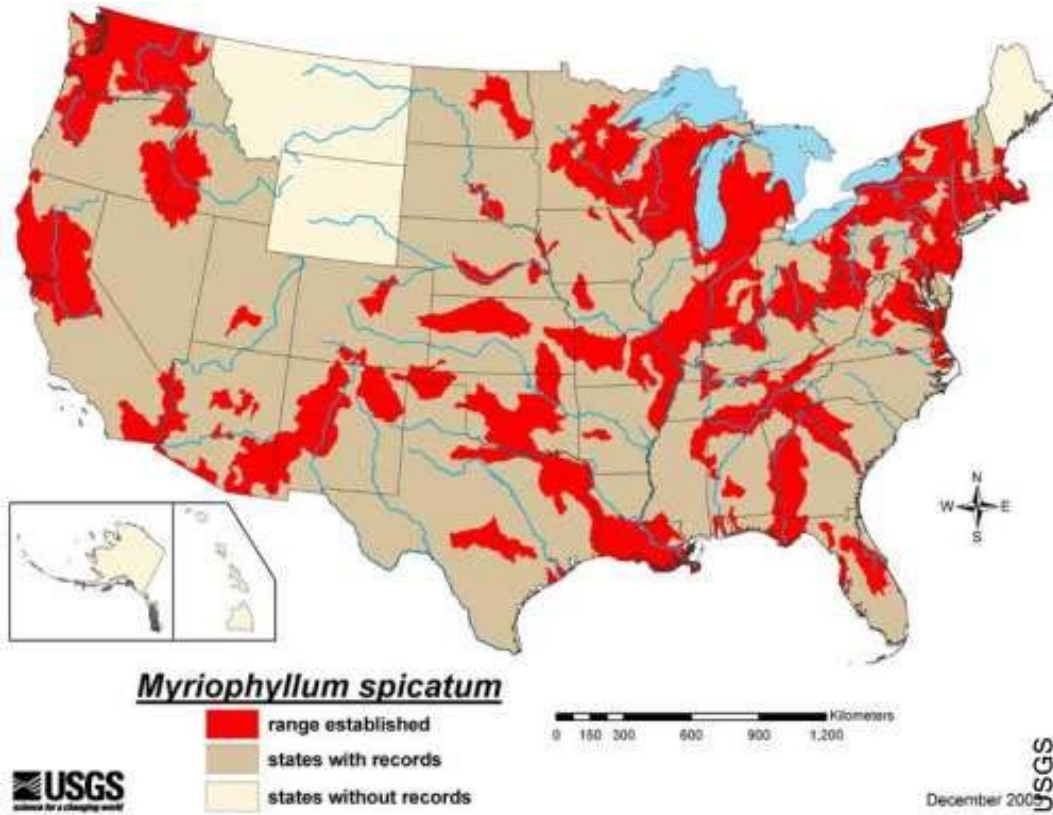 N
W E
S
Myriophyllum spicatum
range established
states with records
states without records
Kilometers
0 150 300 600 900 1,200
USGS
science for a changing world
December
USGS